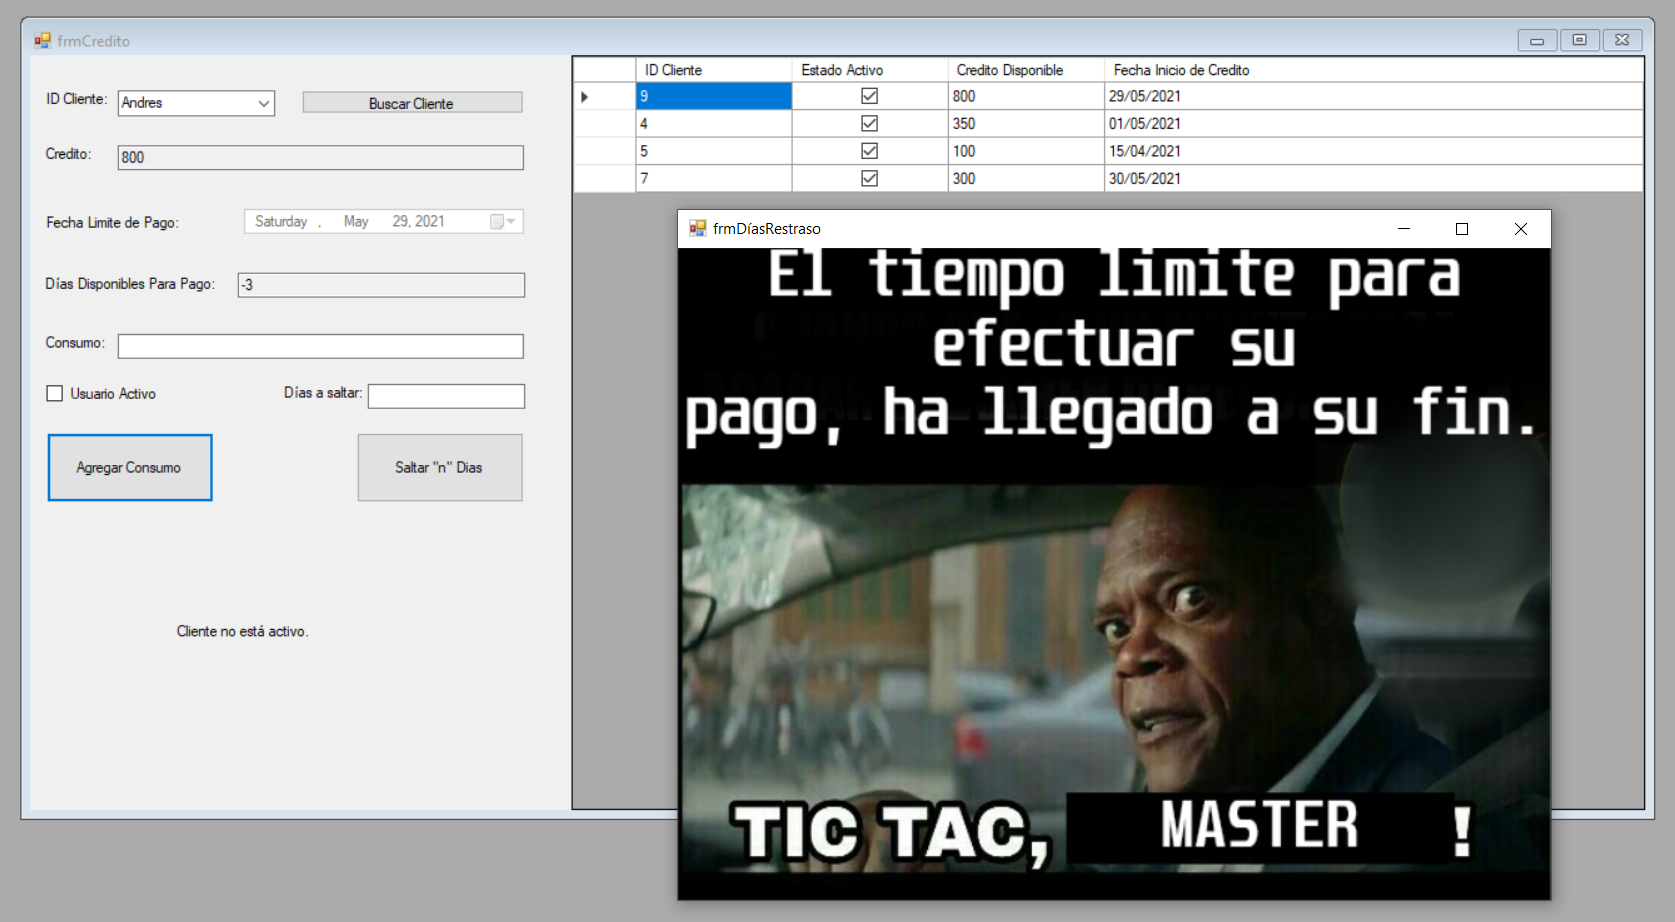 frmCredito
ID Cliente: Andres Buscar Cliente
Credito: 800
Fecha Limite de Pago: Saturday , May 29, 2021
Días Disponibles Para Pago: -3
Consumo:
Usuario Activo Días a saltar:
Agregar Consumo Saltar "n" Dias
Cliente no está activo.
ID Cliente Estado Activo Credito Disponible Fecha Inicio de Credito
9 800 29/05/2021
4 350 01/05/2021
5 100 15/04/2021
7 300 30/05/2021
frmDíasRestraso
El tiempo limite para
efectuar su
pago, ha llegado a su fin.
TIC TAC, MASTER !